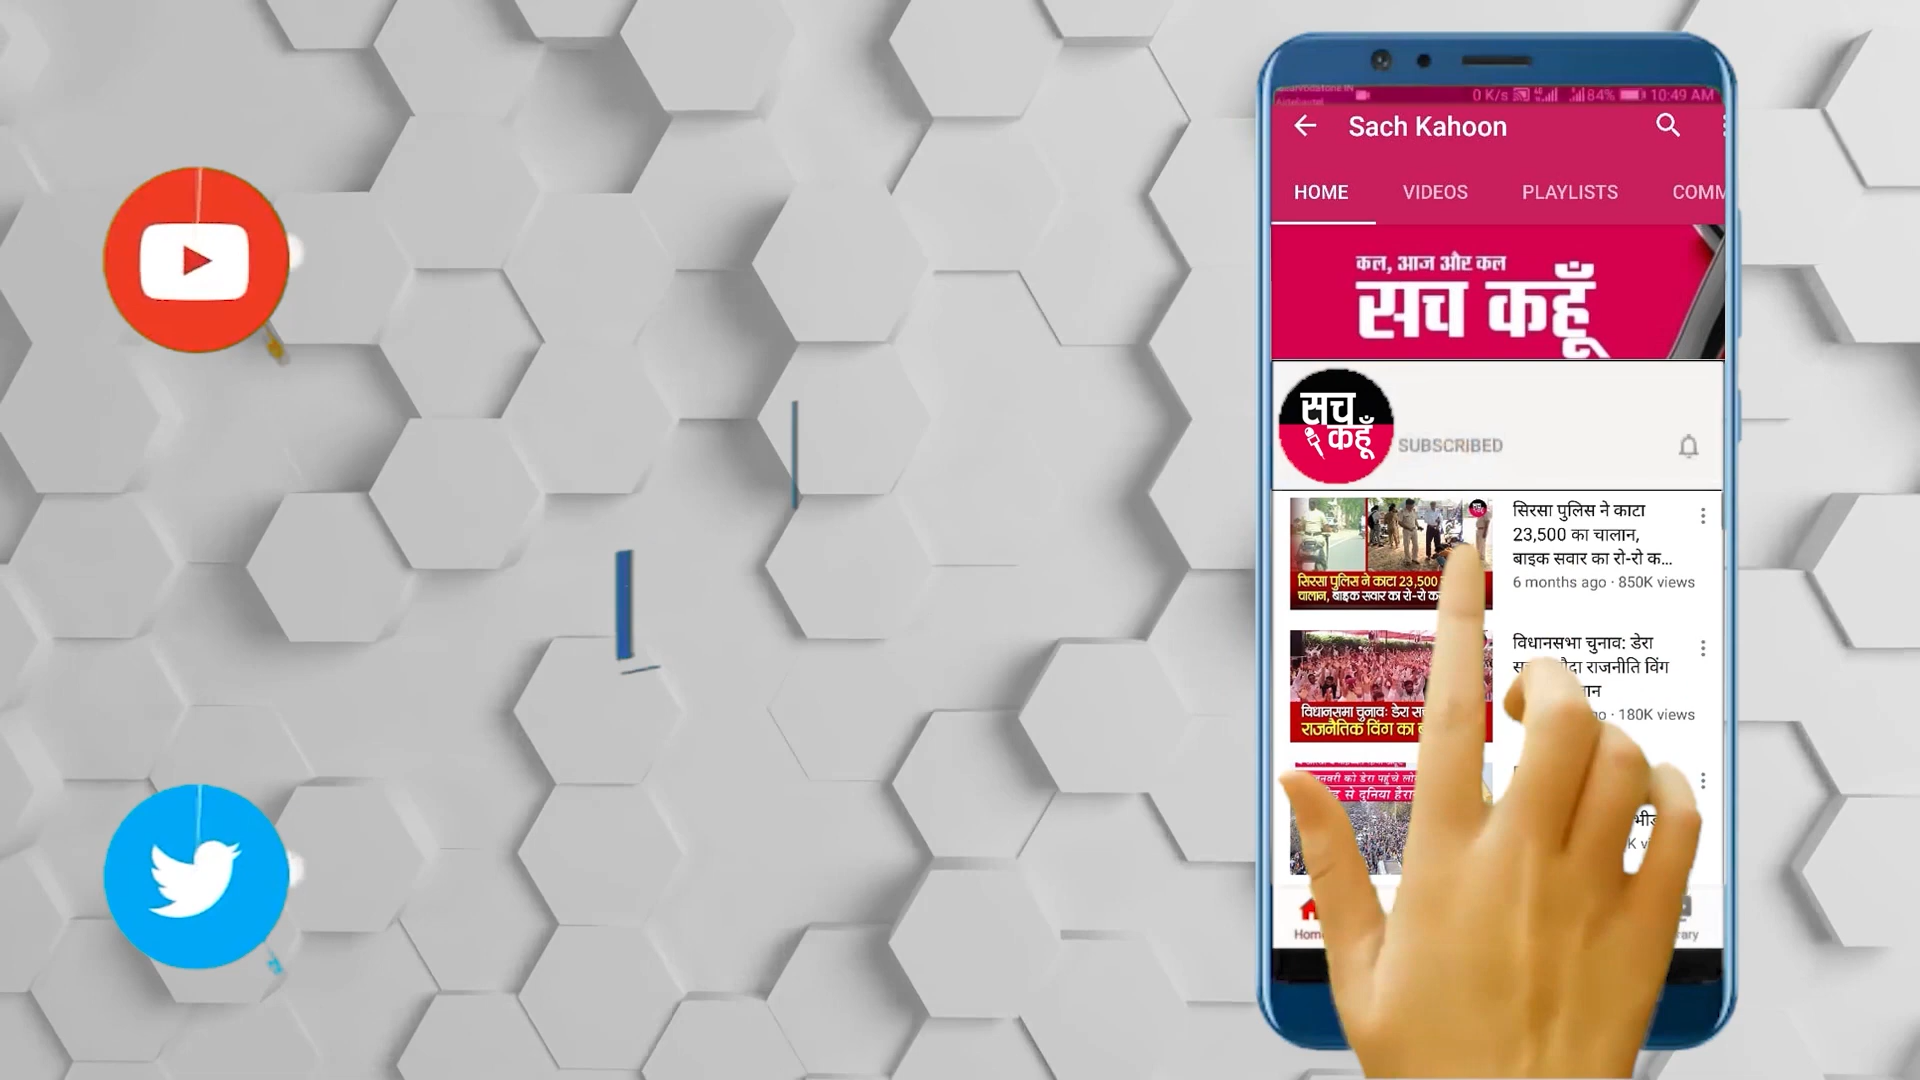 0 K/s 84% 10:49 AM
Sach Kahoon
HOME VIDEOS PLAYLISTS COMM
कल, आज और कल
सच कहूँ
सच
कहूँ
SUBSCRIBED
सिरसा पुलिस ने काटा
23,500 का चालान,
बाइक सवार का रो-रो क...
6 months ago · 850K views
सिरसा पुलिस ने काटा 23,500
चालान, बाइक सवार का रो-रो क
विधानसभा चुनाव: डेरा
राजनीति विंग
180K views
विधानसभा चुनाव: डेरा
राजनैतिक विंग का
को डेरा पहुंचे
से दुनिया
Home